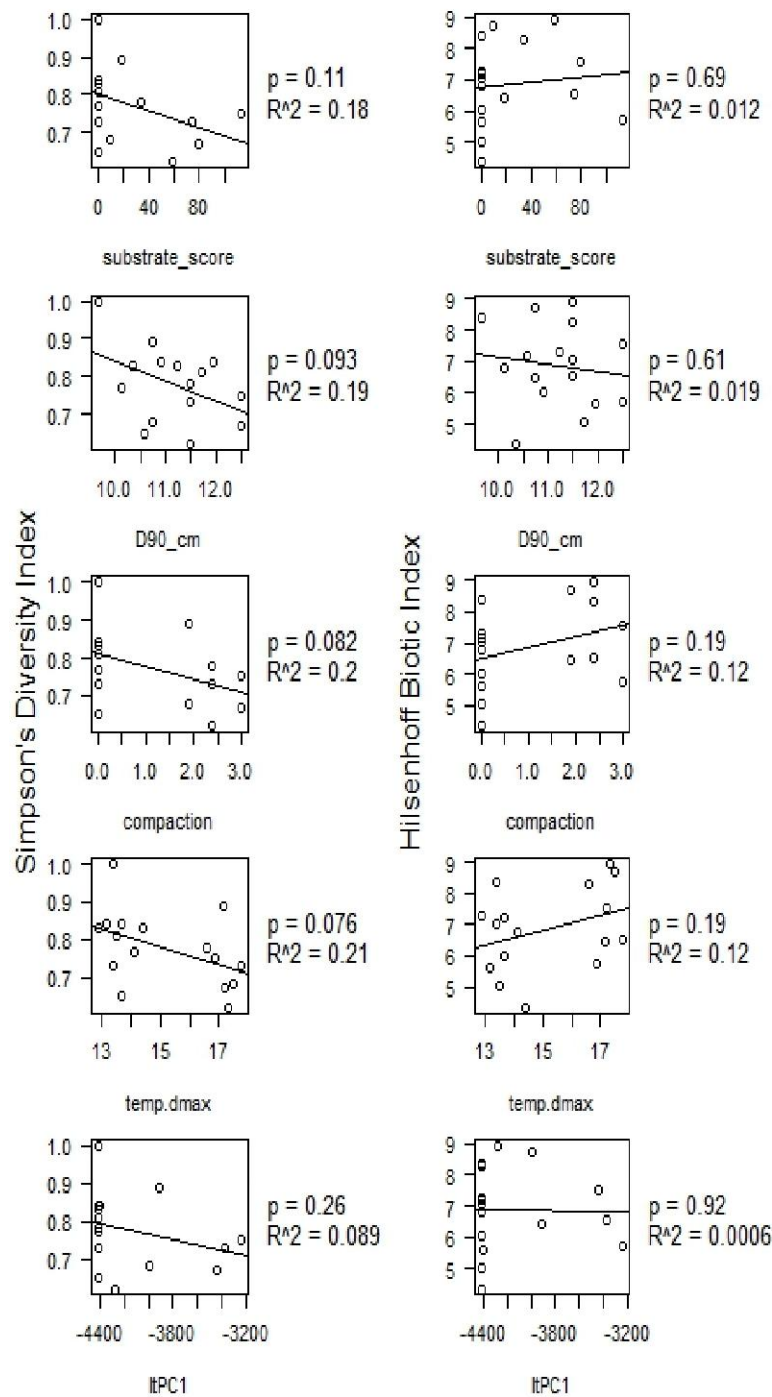 1.0
0.9
0.8
0.7
p = 0.11
R^2 = 0.18
0 40 80
9
8
7
6
5
p = 0.69
R^2 = 0.012
0 40 80
substrate_score
substrate_score
1.0
0.9
0.8
0.7
p = 0.093
R^2 = 0.19
10.0 11.0 12.0
9
8
7
6
5
p = 0.61
R^2 = 0.019
10.0 11.0 12.0
D90_cm
D90_cm
Simpson's Diversity Index
Hilsenhoff Biotic Index
1.0
0.9
0.8
0.7
p = 0.082
R^2 = 0.2
0.0 1.0 2.0 3.0
9
8
7
6
5
p = 0.19
R^2 = 0.12
0.0 1.0 2.0 3.0
compaction
compaction
1.0
0.9
0.8
0.7
p = 0.076
R^2 = 0.21
13 15 17
9
8
7
6
5
p = 0.19
R^2 = 0.12
13 15 17
temp.dmax
temp.dmax
1.0
0.9
0.8
0.7
p = 0.26
R^2 = 0.089
-4400 -3800 -3200
9
8
7
6
5
p = 0.92
R^2 = 0.0006
-4400 -3800 -3200
ltPC1
ltPC1